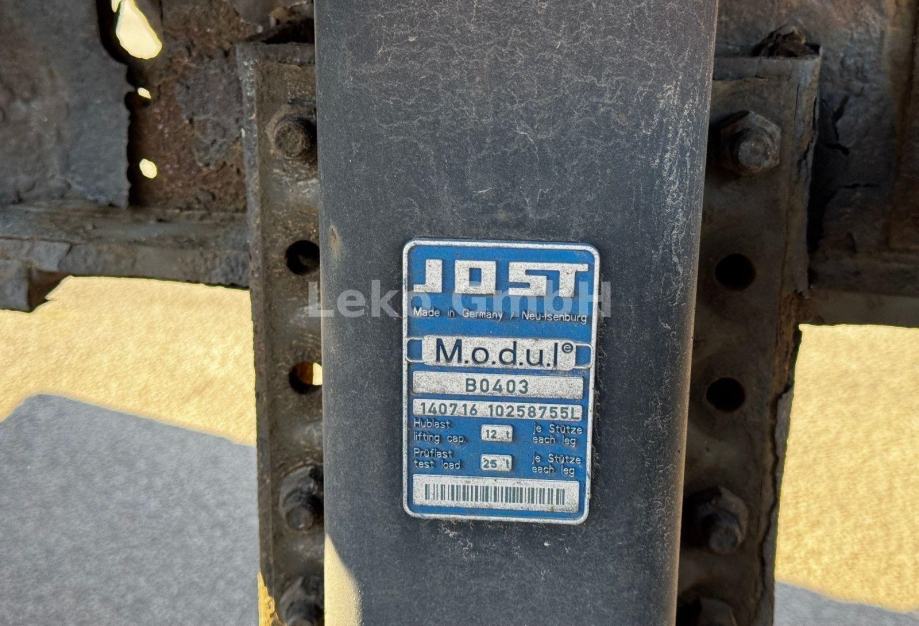 JOST
Leko GmbH
Made in Germany / Neu-Isenburg
M.o.d.u.l®
B0403
140716 10258755L
Hublast 12 t je Stütze
lifting cap. each leg
Prüflast 25 t je Stütze
test load each leg